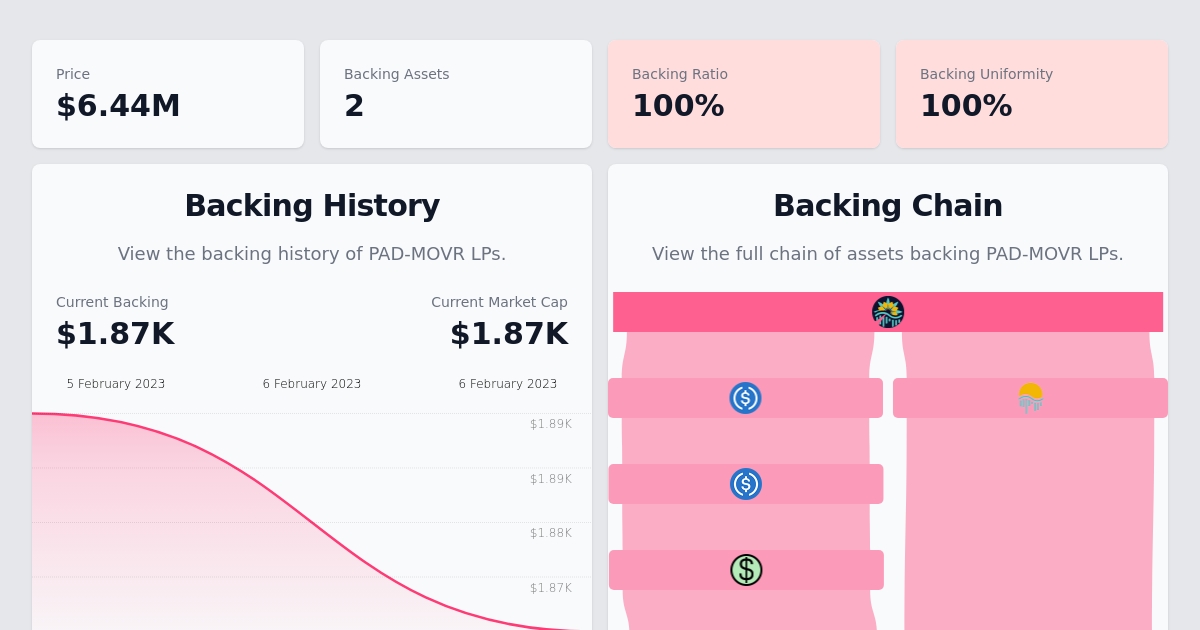 Price
$6.44M
Backing Assets
2
Backing Ratio
100%
Backing Uniformity
100%
Backing History
View the backing history of PAD-MOVR LPs.
Current Backing
$1.87K
Current Market Cap
$1.87K
5 February 2023
6 February 2023
6 February 2023
$1.89K
$1.89K
$1.88K
$1.87K
Backing Chain
View the full chain of assets backing PAD-MOVR LPs.
$
$
$